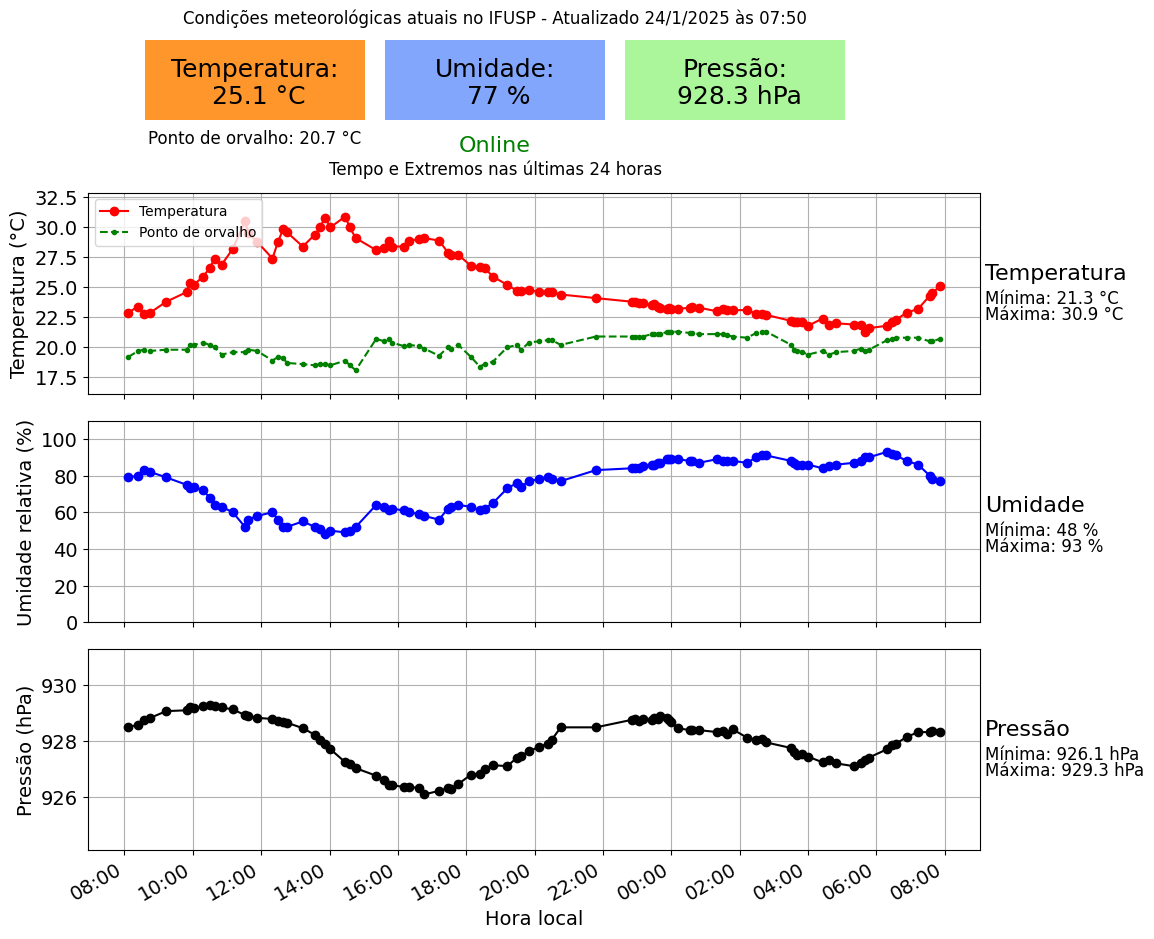 Condições meteorológicas atuais no IFUSP - Atualizado 24/1/2025 às 07:50
Temperatura:
25.1 °C
Umidade:
77 %
Pressão:
928.3 hPa
Ponto de orvalho: 20.7 °C
Online
Tempo e Extremos nas últimas 24 horas
Temperatura (°C)
32.5
30.0
27.5
25.0
22.5
20.0
17.5
Temperatura
Ponto de orvalho
Temperatura
Mínima: 21.3 °C
Máxima: 30.9 °C
Umidade relativa (%)
100
80
60
40
20
0
Umidade
Mínima: 48 %
Máxima: 93 %
Pressão (hPa)
930
928
926
Pressão
Mínima: 926.1 hPa
Máxima: 929.3 hPa
08:00 10:00 12:00 14:00 16:00 18:00 20:00 22:00 00:00 02:00 04:00 06:00 08:00
Hora local